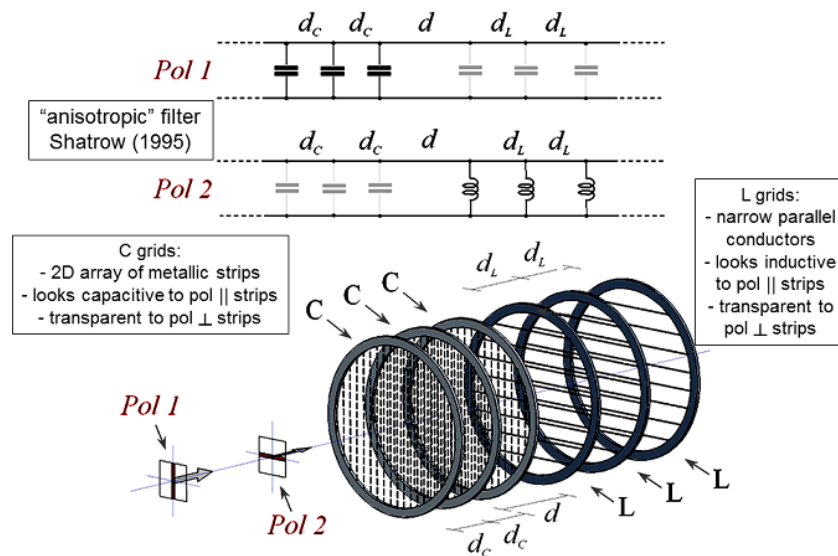 d_C d_C d d_L d_L
Pol 1
"anisotropic" filter
Shatrow (1995)
d_C d_C d d_L d_L
Pol 2
L grids:
- narrow parallel
conductors
- looks inductive
to pol || strips
- transparent to
pol ⊥ strips
C grids:
- 2D array of metallic strips
- looks capacitive to pol || strips
- transparent to pol ⊥ strips
d_L
d_L
C
C
C
Pol 1
Pol 2
L
L
L
d
d_C
d_C